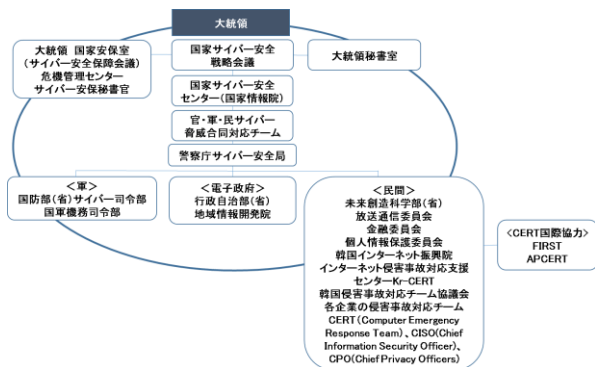 大統領
大統領 国家安保室
(サイバー安全保障会議)
危機管理センター
サイバー安保秘書官
国家サイバー安全
戦略会議
大統領秘書室
国家サイバー安全
センター(国家情報院)
官・軍・民サイバー
脅威合同対応チーム
警察庁サイバー安全局
<軍>
国防部(省)サイバー司令部
国軍機務司令部
<電子政府>
行政自治部(省)
地域情報開発院
<民間>
未来創造科学部(省)
放送通信委員会
金融委員会
個人情報保護委員会
韓国インターネット振興院
インターネット侵害事故対応支援
センターKr-CERT
韓国侵害事故対応チーム協議会
各企業の侵害事故対応チーム
CERT(Computer Emergency
Response Team)、CISO(Chief
Information Security Officer)、
CPO(Chief Privacy Officers)
<CERT国際協力>
FIRST
APCERT